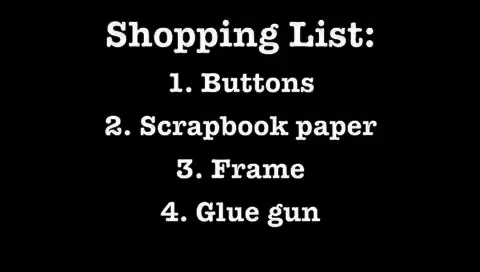 Shopping List:
1. Buttons
2. Scrapbook paper
3. Frame
4. Glue gun